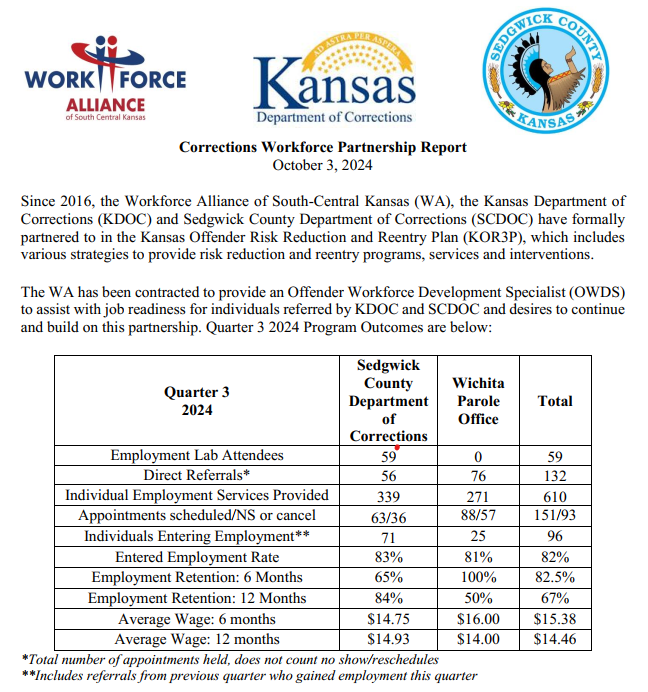 WORKFORCE
ALLIANCE
of South Central Kansas
AD ASTRA PER ASPERA
Kansas
Department of Corrections
SEDGWICK COUNTY
KANSAS
Corrections Workforce Partnership Report
October 3, 2024
Since 2016, the Workforce Alliance of South-Central Kansas (WA), the Kansas Department of
Corrections (KDOC) and Sedgwick County Department of Corrections (SCDOC) have formally
partnered to in the Kansas Offender Risk Reduction and Reentry Plan (KOR3P), which includes
various strategies to provide risk reduction and reentry programs, services and interventions.
The WA has been contracted to provide an Offender Workforce Development Specialist (OWDS)
to assist with job readiness for individuals referred by KDOC and SCDOC and desires to continue
and build on this partnership. Quarter 3 2024 Program Outcomes are below:
Quarter 3
2024
Sedgwick
County
Department
of
Corrections
Wichita
Parole
Office
Total
Employment Lab Attendees 59 0 59
Direct Referrals* 56 76 132
Individual Employment Services Provided 339 271 610
Appointments scheduled/NS or cancel 63/36 88/57 151/93
Individuals Entering Employment** 71 25 96
Entered Employment Rate 83% 81% 82%
Employment Retention: 6 Months 65% 100% 82.5%
Employment Retention: 12 Months 84% 50% 67%
Average Wage: 6 months $14.75 $16.00 $15.38
Average Wage: 12 months $14.93 $14.00 $14.46
*Total number of appointments held, does not count no show/reschedules
**Includes referrals from previous quarter who gained employment this quarter